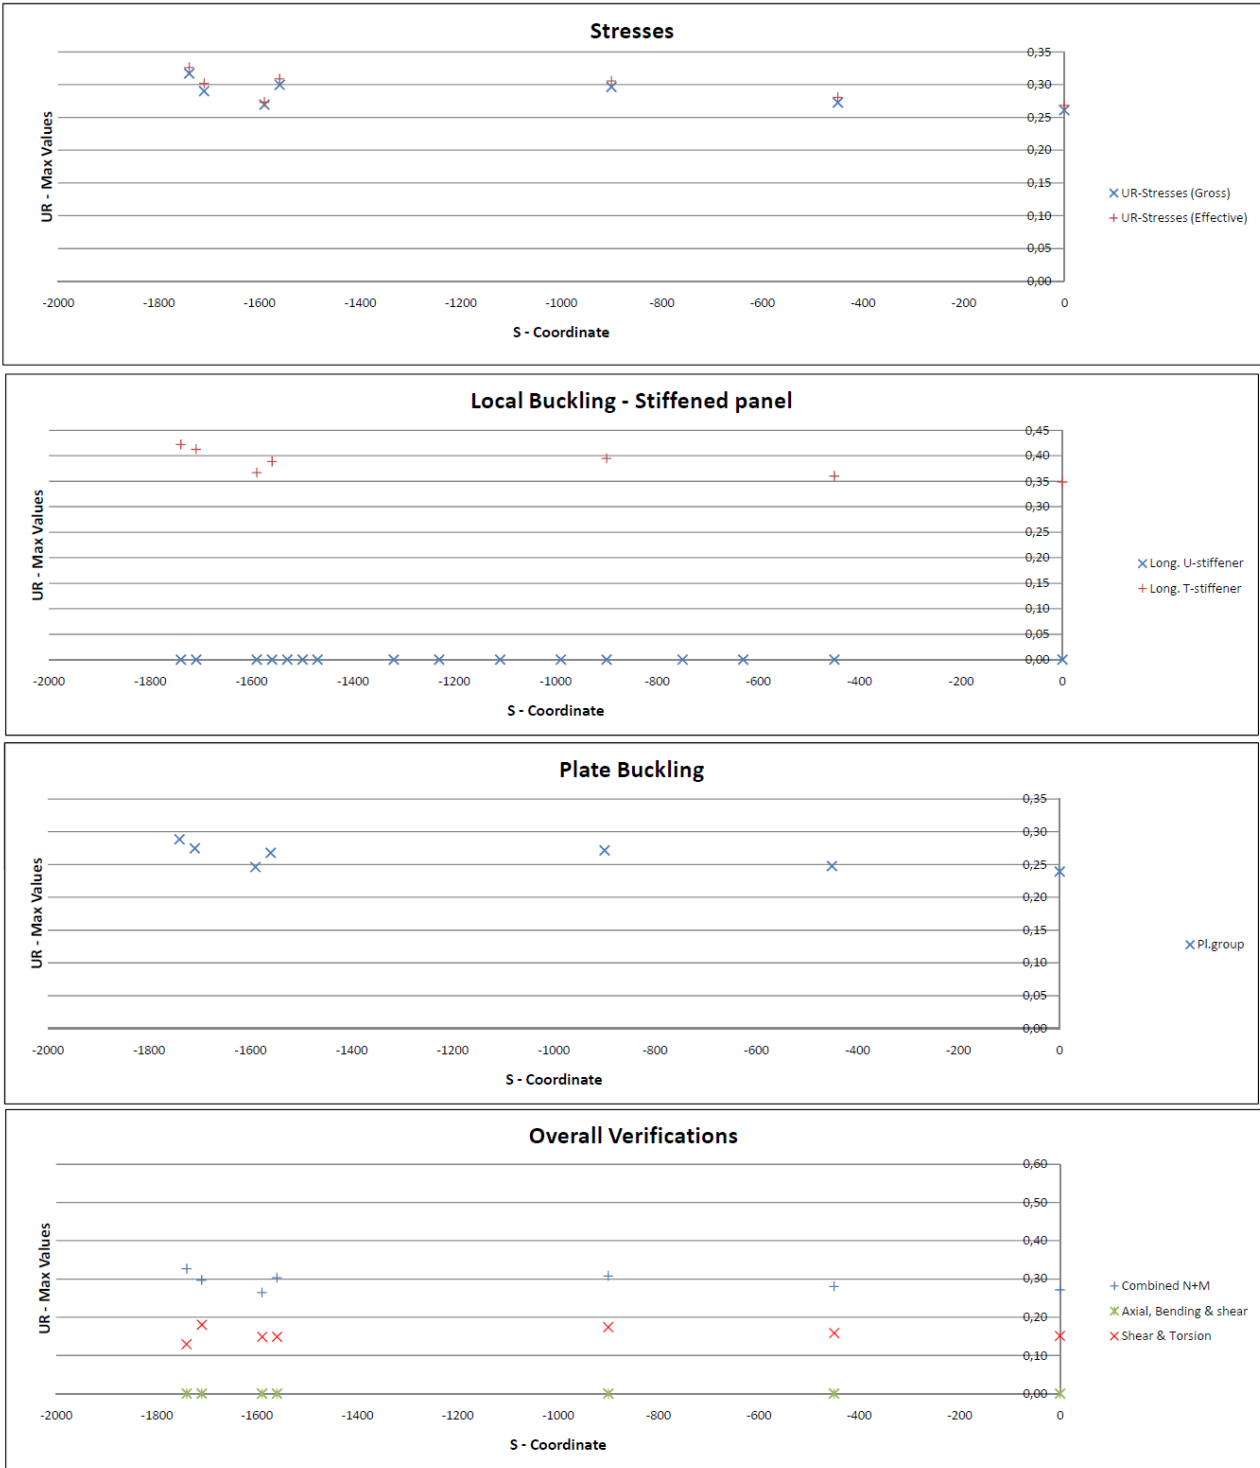 Stresses
0,35
0,30
0,25
0,20
0,15
0,10
0,05
0,00
UR - Max Values
-2000 -1800 -1600 -1400 -1200 -1000 -800 -600 -400 -200 0
S - Coordinate
UR-Stresses (Gross)
UR-Stresses (Effective)
Local Buckling - Stiffened panel
0,45
0,40
0,35
0,30
0,25
0,20
0,15
0,10
0,05
0,00
UR - Max Values
-2000 -1800 -1600 -1400 -1200 -1000 -800 -600 -400 -200 0
S - Coordinate
Long. U-stiffener
Long. T-stiffener
Plate Buckling
0,35
0,30
0,25
0,20
0,15
0,10
0,05
0,00
UR - Max Values
-2000 -1800 -1600 -1400 -1200 -1000 -800 -600 -400 -200 0
S - Coordinate
Pl.group
Overall Verifications
0,60
0,50
0,40
0,30
0,20
0,10
0,00
UR - Max Values
-2000 -1800 -1600 -1400 -1200 -1000 -800 -600 -400 -200 0
S - Coordinate
Combined N+M
Axial, Bending & shear
Shear & Torsion